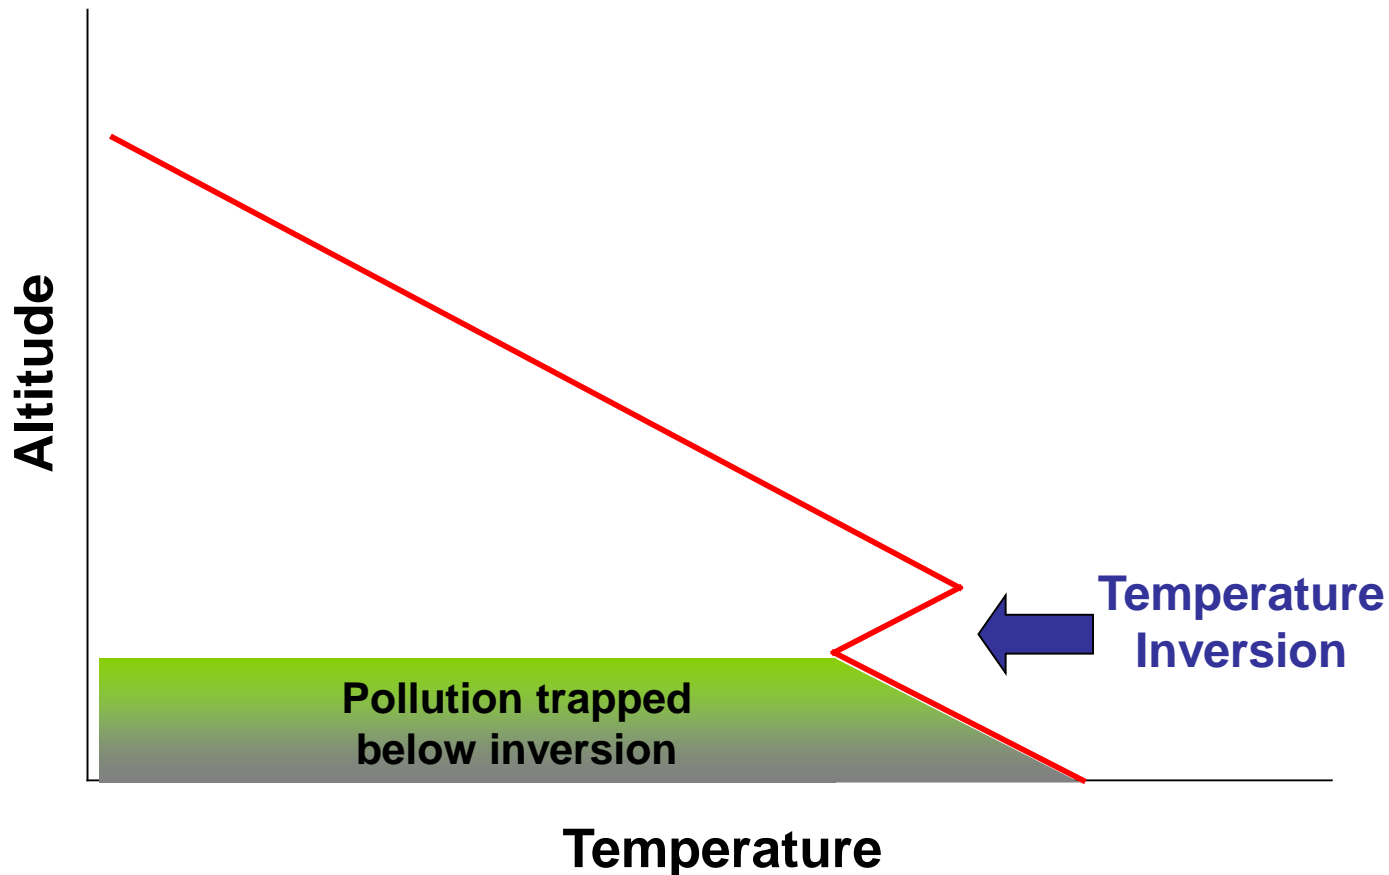 Altitude
Temperature
Inversion
Pollution trapped
below inversion
Temperature